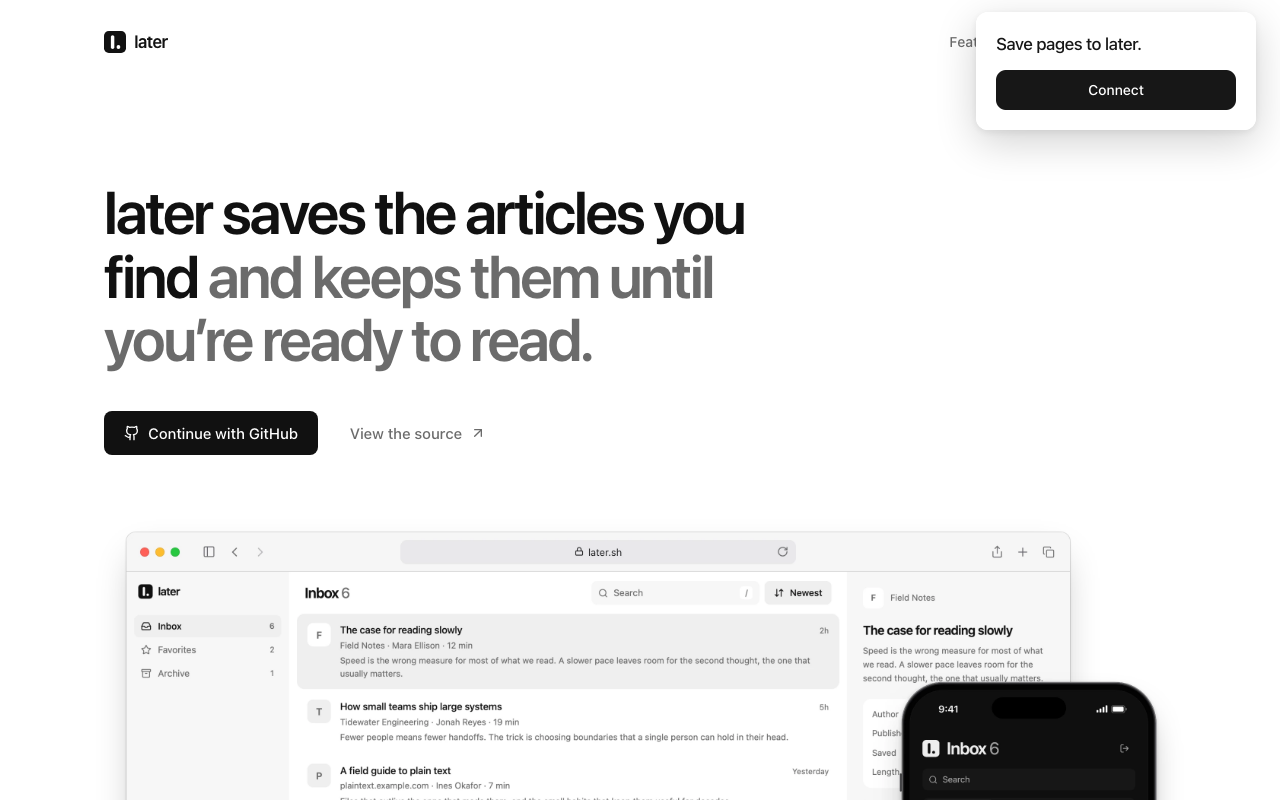 later
Feat
Save pages to later.
Connect
later saves the articles you
find and keeps them until
you're ready to read.
Continue with GitHub
View the source
later.sh
later
Inbox 6
Favorites 2
Archive 1
Inbox 6
Search /
Newest
F
The case for reading slowly
2h
Field Notes · Mara Ellison · 12 min
Speed is the wrong measure for most of what we read. A slower pace leaves room for the second thought, the one that
usually matters.
T
How small teams ship large systems
5h
Tidewater Engineering · Jonah Reyes · 19 min
Fewer people means fewer handoffs. The trick is choosing boundaries that a single person can hold in their head.
P
A field guide to plain text
Yesterday
plaintext.example.com · Ines Okafor · 7 min
F
Field Notes
The case for reading slowly
Speed is the wrong measure for most of what
we read. A slower pace leaves room for the
second thought, the one that usually matters.
Author
Publish
Saved
Length
9:41
Inbox 6
Search